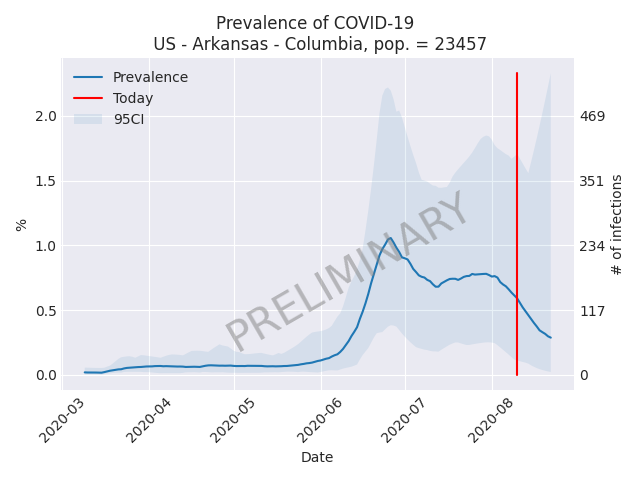 Prevalence of COVID-19
US - Arkansas - Columbia, pop. = 23457
Prevalence
Today
95CI
%
2.0
1.5
1.0
0.5
0.0
469
351
234
117
0
# of infections
PRELIMINARY
2020-03
2020-04
2020-05
2020-06
2020-07
2020-08
Date